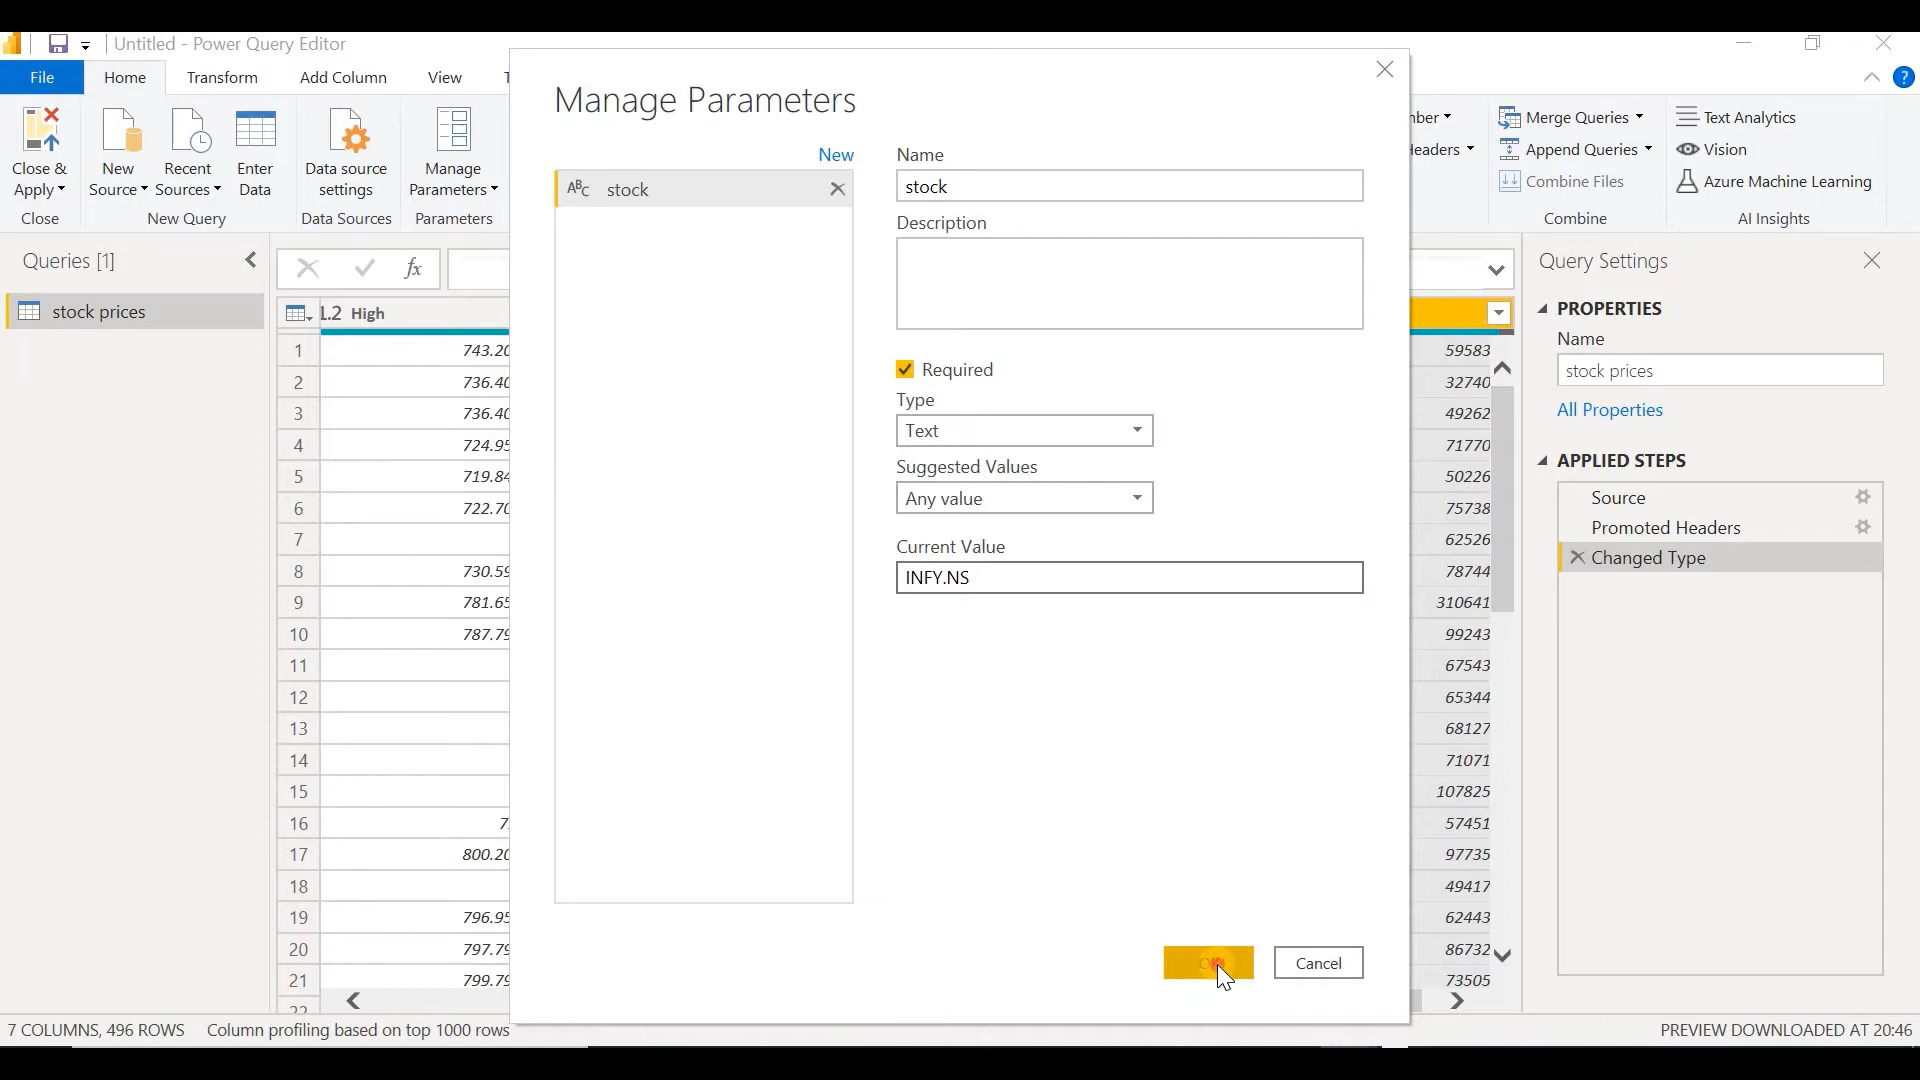 Untitled - Power Query Editor
File
Home
Transform
Add Column
View
Close &
Apply
Close
New
Source
Recent
Sources
Enter
Data
New Query
Data source
settings
Data Sources
Manage
Parameters
Parameters
Merge Queries
Append Queries
Combine Files
Combine
Text Analytics
Vision
Azure Machine Learning
AI Insights
Queries [1]
stock prices
fx
High
1 743.20
2 736.40
3 736.40
4 724.95
5 719.84
6 722.70
7
8 730.59
9 781.65
10 787.79
11
12
13
14
15
16
17 800.20
18
19 796.95
20 797.79
21 799.79
Manage Parameters
New
ABC stock
Name
stock
Description
Required
Type
Text
Suggested Values
Any value
Current Value
INFY.NS
Cancel
59583
32740
49262
71770
50226
75738
62526
78744
310641
99243
67543
65344
68127
71071
107825
57451
97735
49417
62443
86732
73505
Query Settings
PROPERTIES
Name
stock prices
All Properties
APPLIED STEPS
Source
Promoted Headers
Changed Type
7 COLUMNS, 496 ROWS
Column profiling based on top 1000 rows
PREVIEW DOWNLOADED AT 20:46